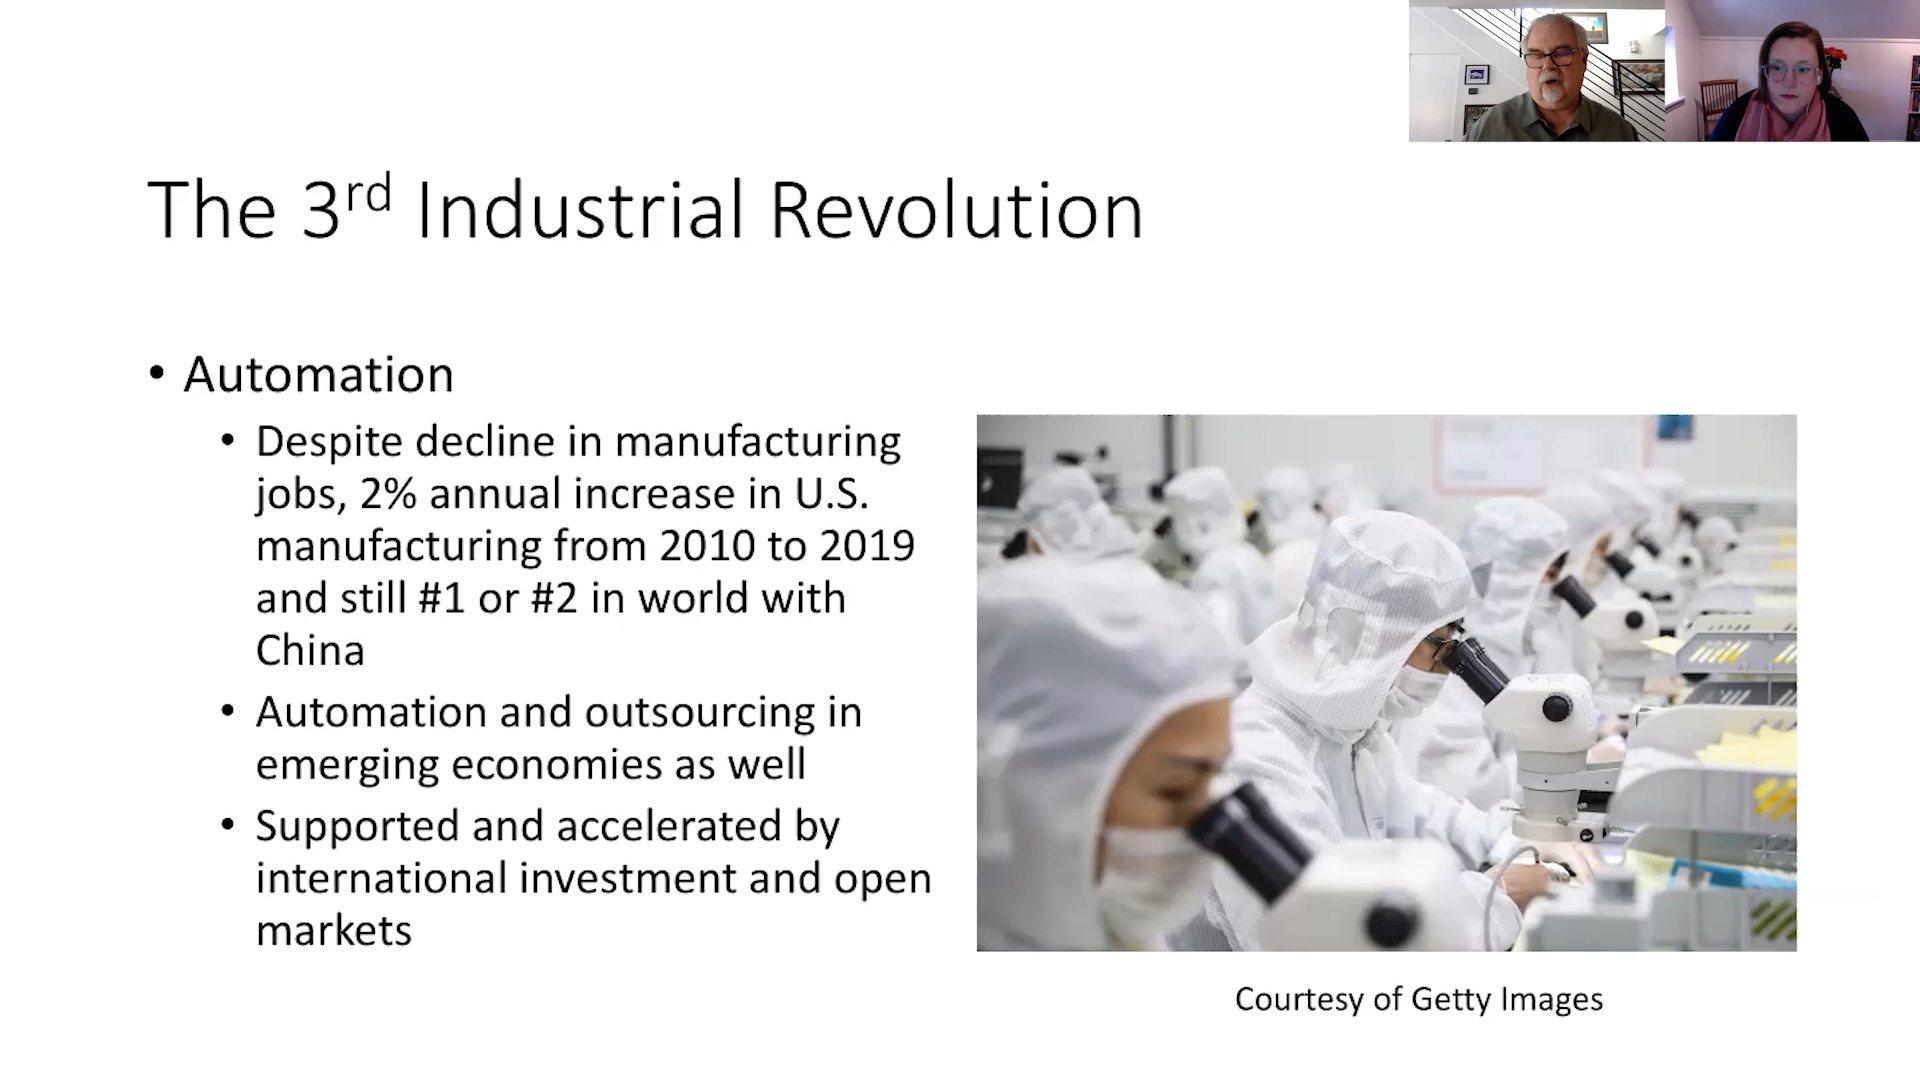 The 3rd Industrial Revolution
• Automation
• Despite decline in manufacturing
jobs, 2% annual increase in U.S.
manufacturing from 2010 to 2019
and still #1 or #2 in world with
China
• Automation and outsourcing in
emerging economies as well
• Supported and accelerated by
international investment and open
markets
Courtesy of Getty Images